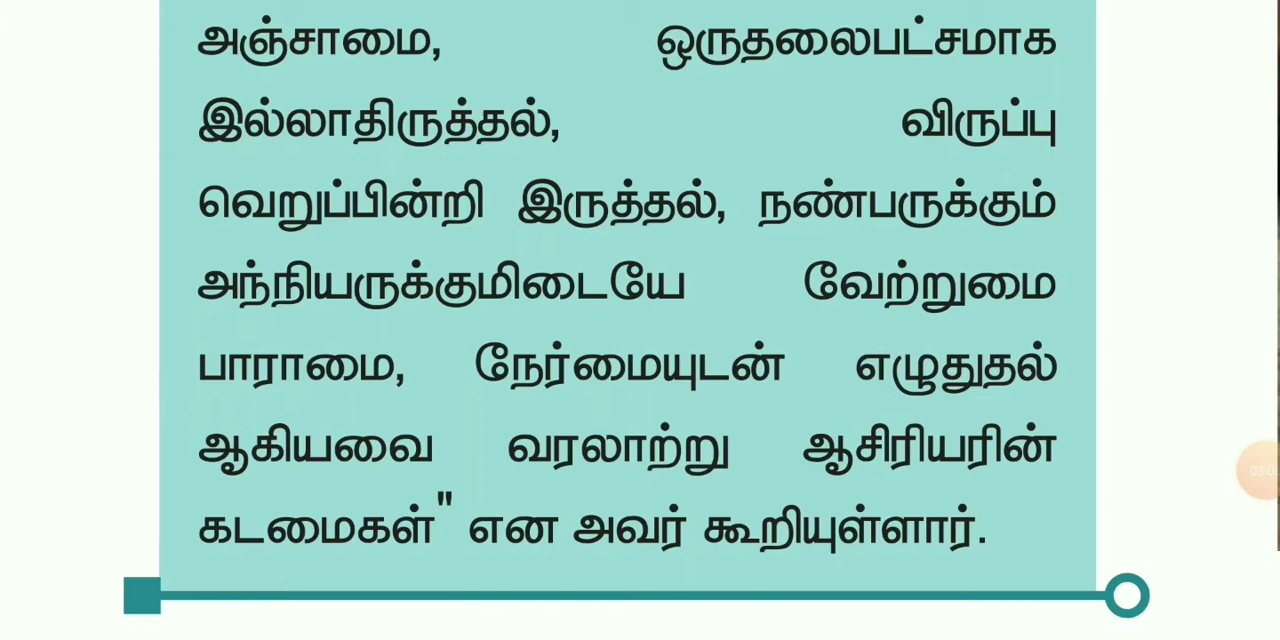 அஞ்சாமை, ஒருதலைபட்சமாக
இல்லாதிருத்தல், விருப்பு
வெறுப்பின்றி இருத்தல், நண்பருக்கும்
அந்நியருக்குமிடையே வேற்றுமை
பாராமை, நேர்மையுடன் எழுதுதல்
ஆகியவை வரலாற்று ஆசிரியரின்
கடமைகள்" என அவர் கூறியுள்ளார்.